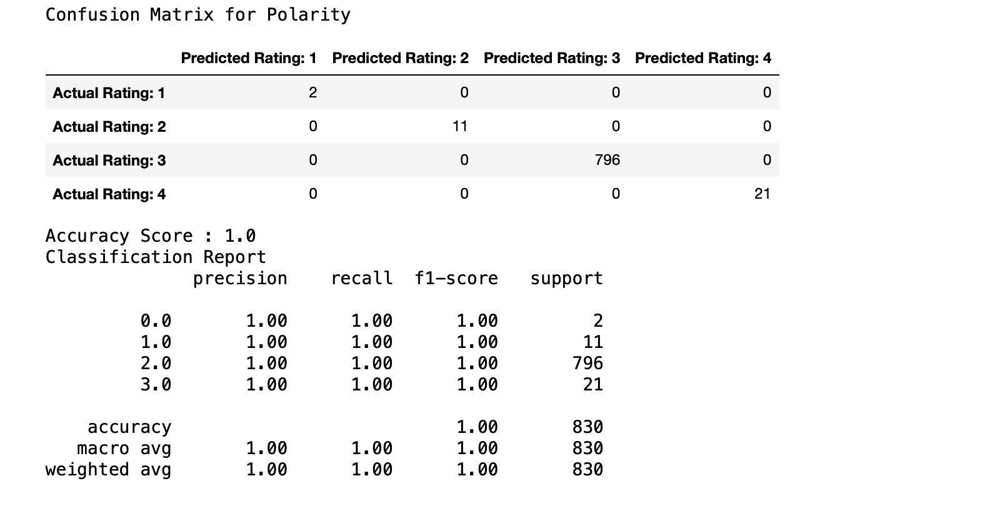 Confusion Matrix for Polarity
Predicted Rating: 1 Predicted Rating: 2 Predicted Rating: 3 Predicted Rating: 4
Actual Rating: 1 2 0 0 0
Actual Rating: 2 0 11 0 0
Actual Rating: 3 0 0 796 0
Actual Rating: 4 0 0 0 21
Accuracy Score : 1.0
Classification Report
precision recall f1-score support
0.0 1.00 1.00 1.00 2
1.0 1.00 1.00 1.00 11
2.0 1.00 1.00 1.00 796
3.0 1.00 1.00 1.00 21
accuracy 1.00 830
macro avg 1.00 1.00 1.00 830
weighted avg 1.00 1.00 1.00 830